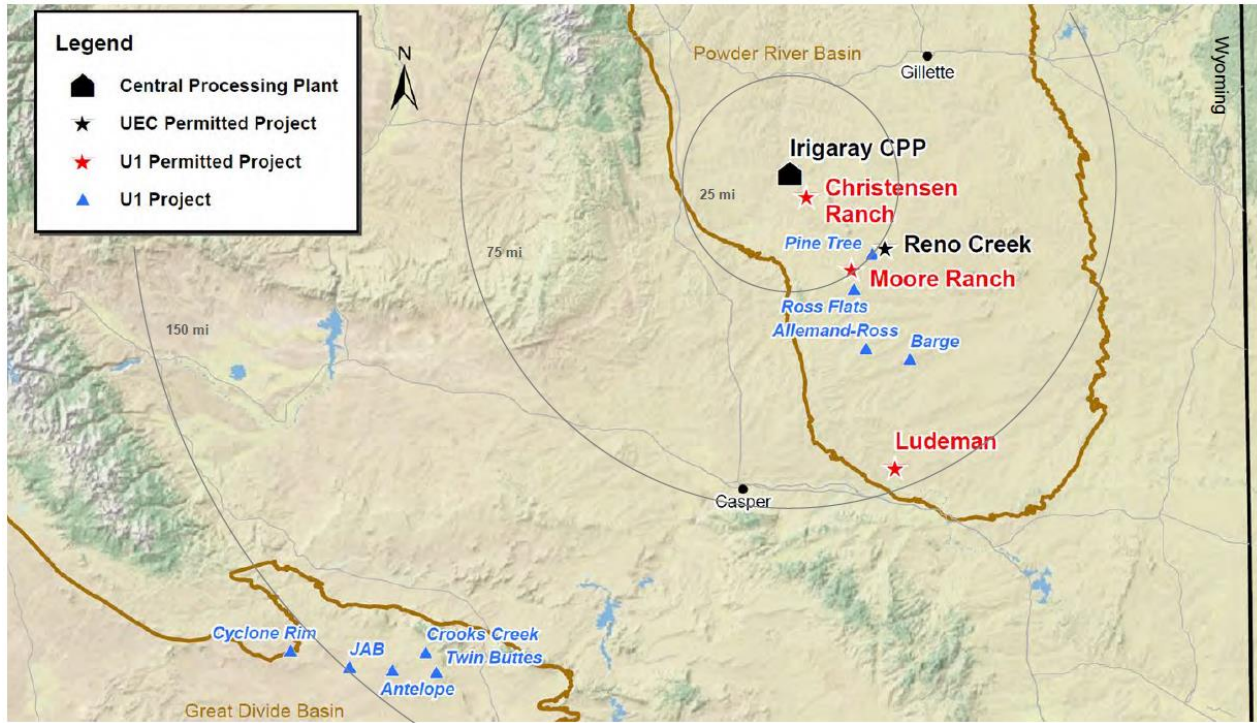 Legend
Central Processing Plant
UEC Permitted Project
U1 Permitted Project
U1 Project
N
Powder River Basin
Gillette
Wyoming
Irigaray CPP
25 mi
Christensen
Ranch
Pine Tree
Reno Creek
75 mi
Moore Ranch
Ross Flats
150 mi
Allemand-Ross
Barge
Ludeman
Casper
Cyclone Rim
JAB
Crooks Creek
Twin Buttes
Antelope
Great Divide Basin